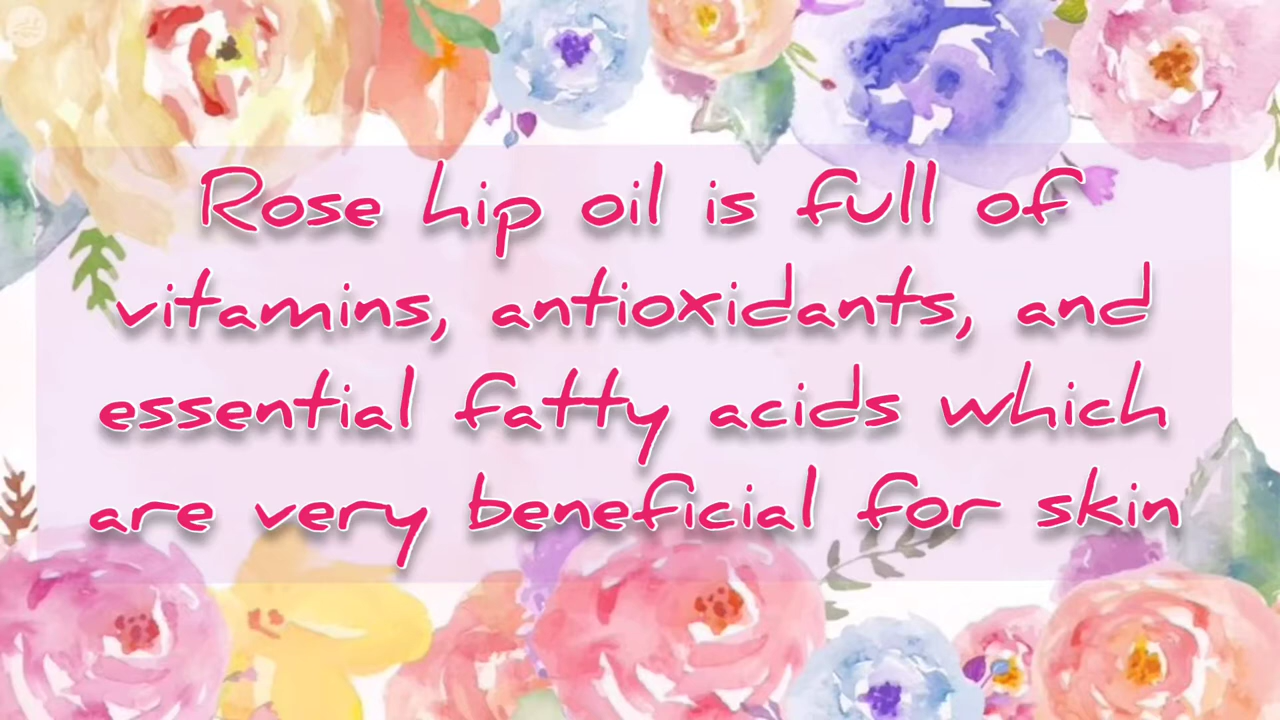 Rose hip oil is full of
vitamins, antioxidants, and
essential fatty acids which
are very beneficial for skin